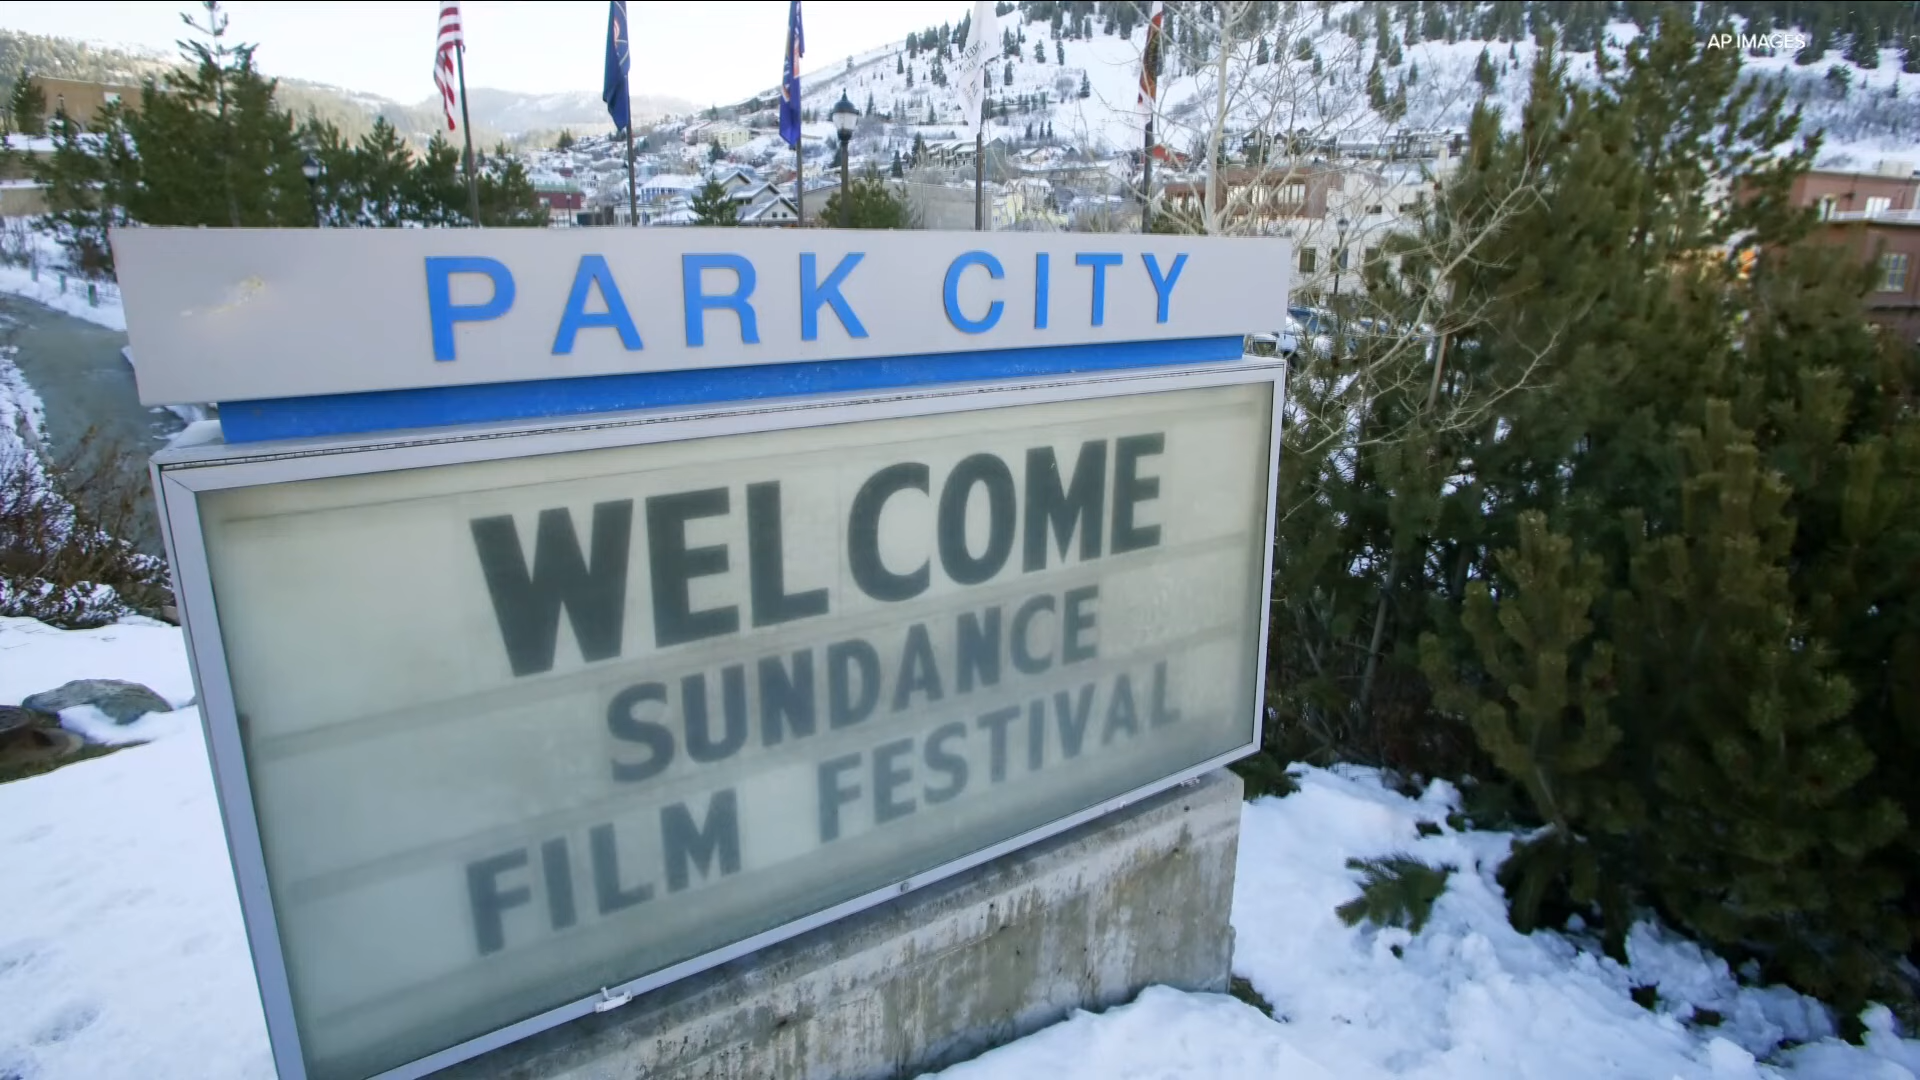 AP IMAGES
PARK CITY
WELCOME
SUNDANCE
FILM FESTIVAL